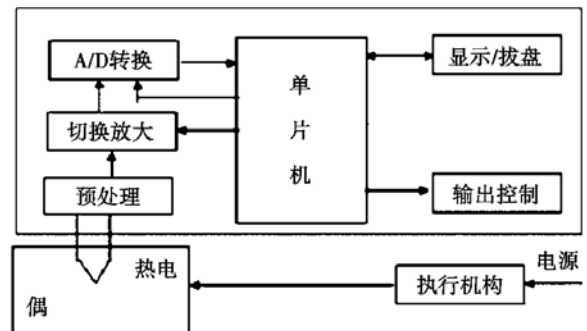 A/D转换
单
片
机
显示/拔盘
切换放大
预处理
输出控制
热电
偶
执行机构
电源